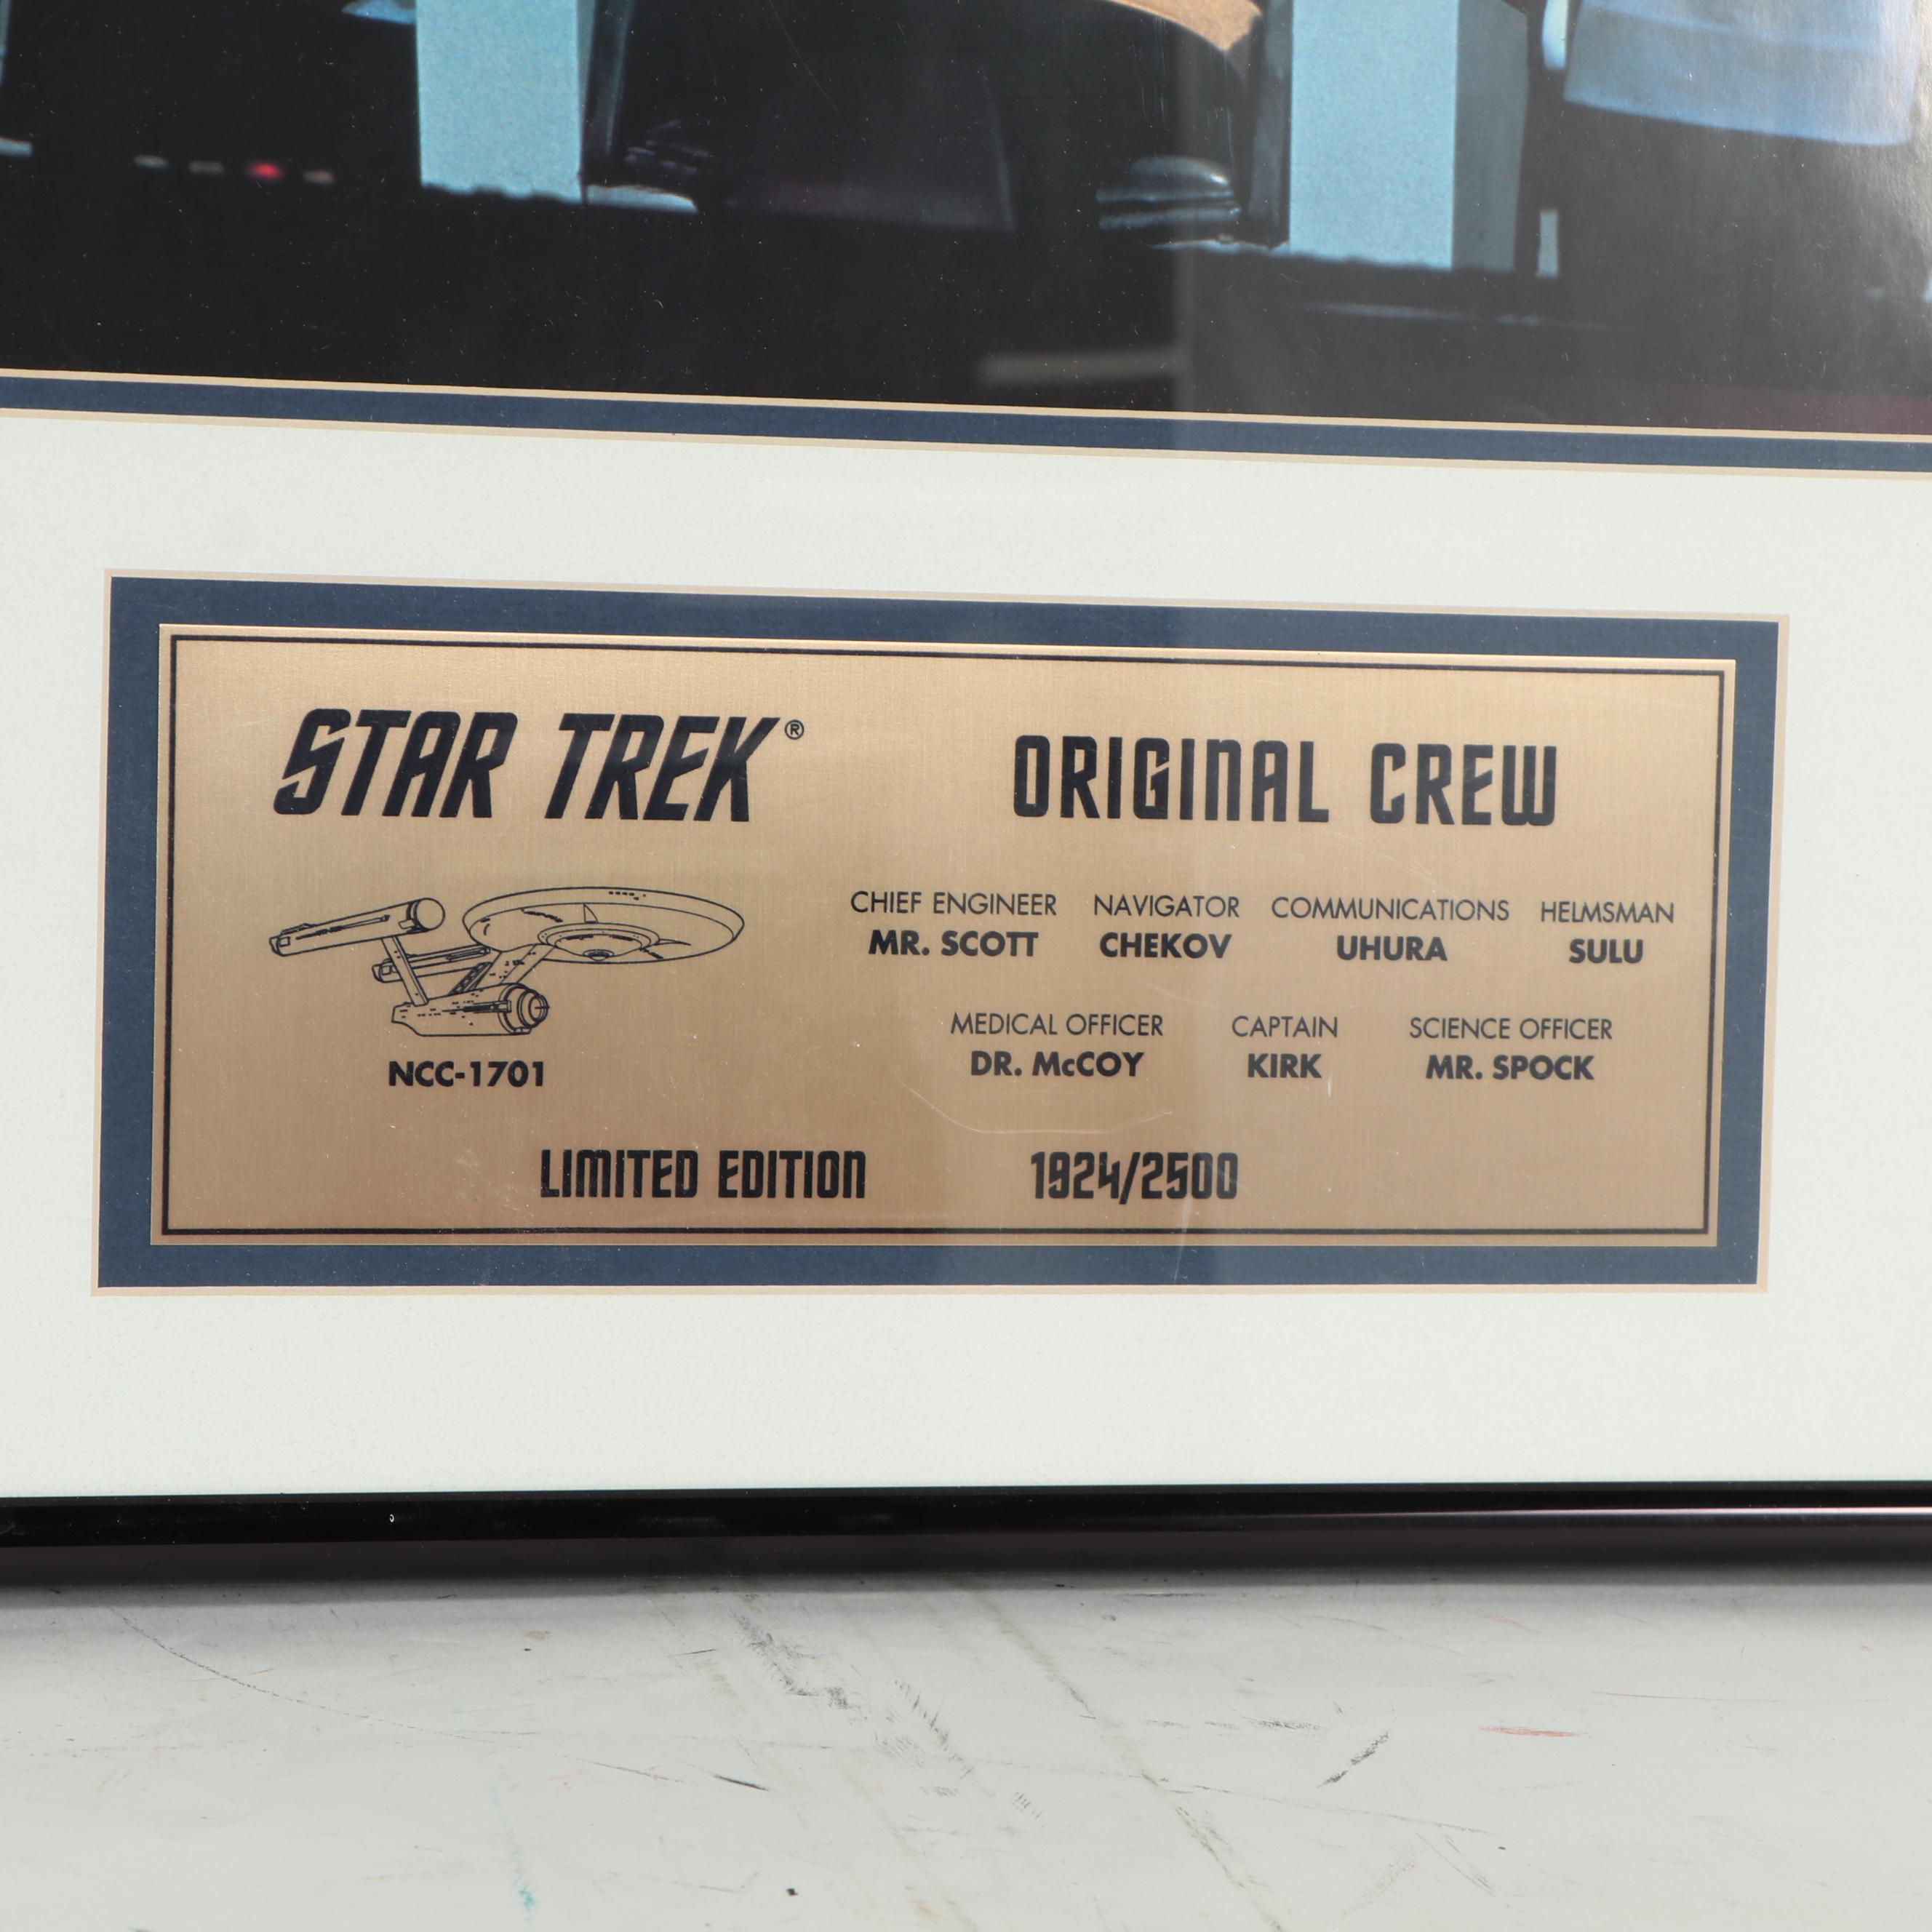 STAR TREK®
ORIGINAL CREW
CHIEF ENGINEER NAVIGATOR COMMUNICATIONS HELMSMAN
MR. SCOTT CHEKOV UHURA SULU
MEDICAL OFFICER CAPTAIN SCIENCE OFFICER
DR. McCOY KIRK MR. SPOCK
NCC-1701
LIMITED EDITION 1924/2500